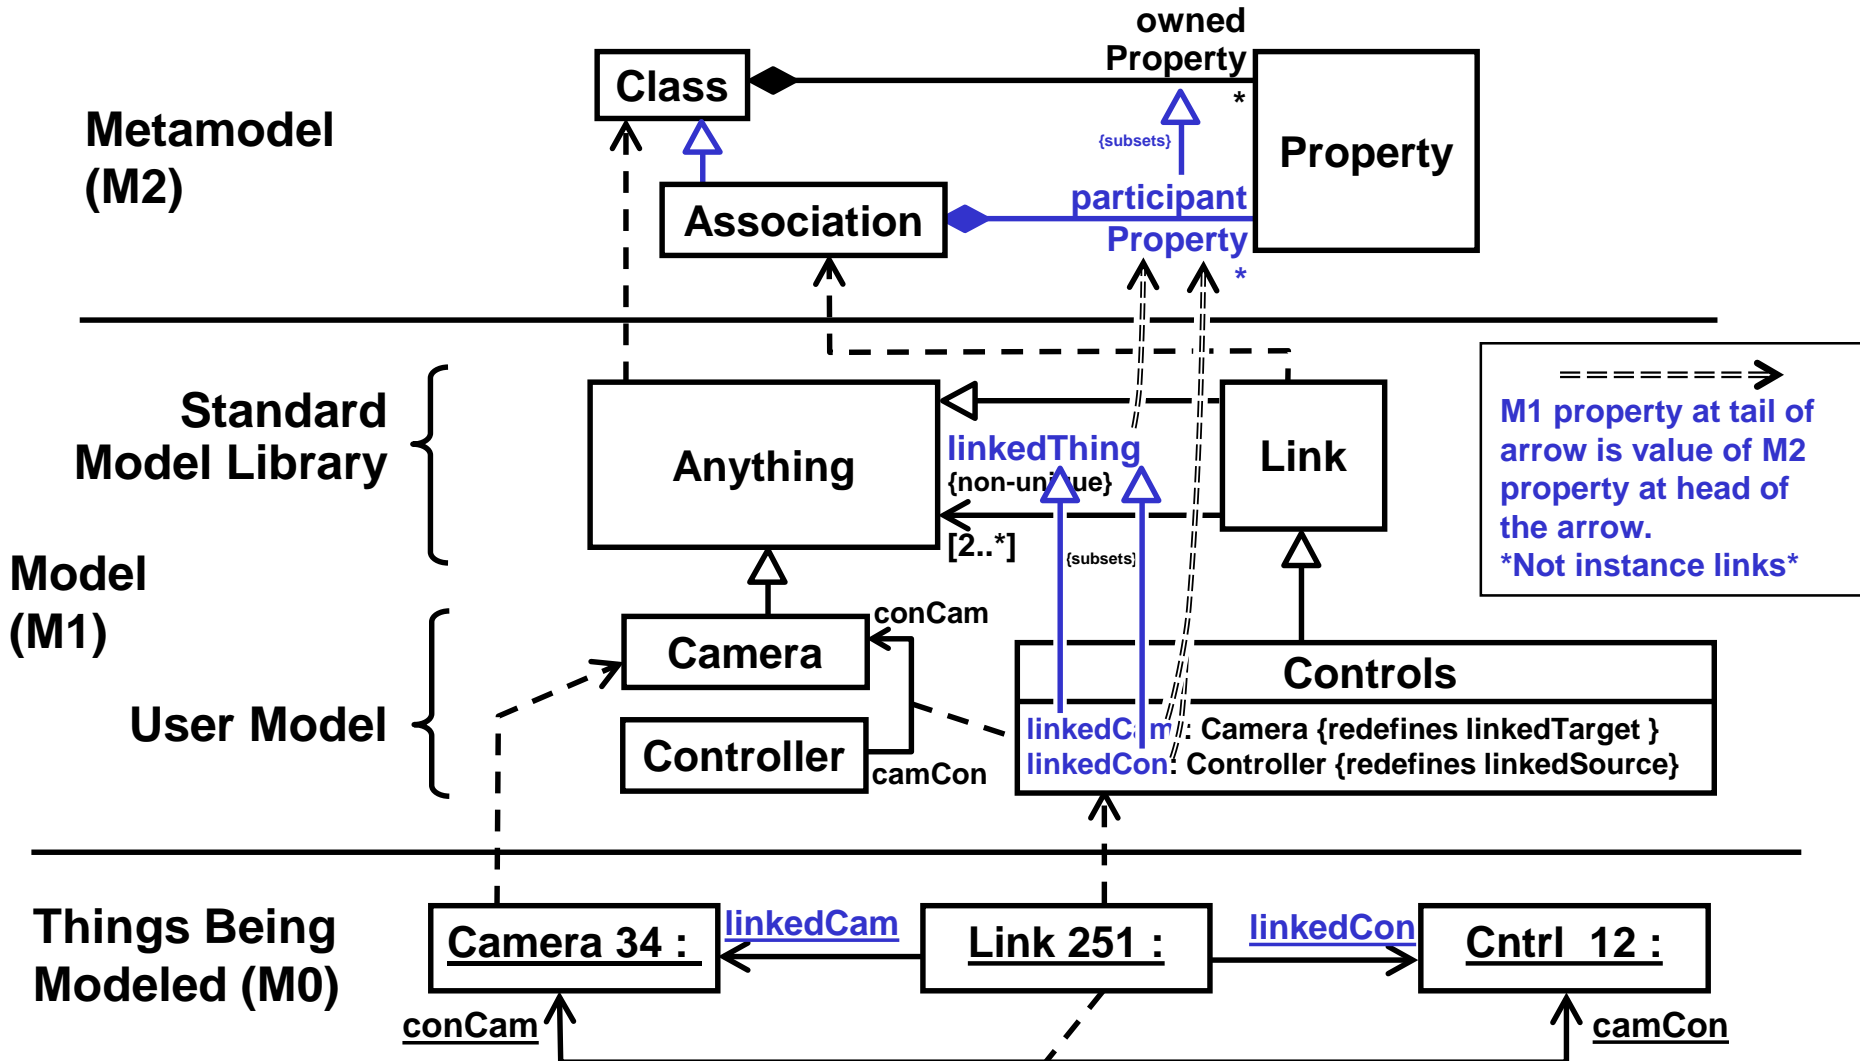 owned
Property
Class
*
Metamodel
(M2)
{subsets}
Property
participant
Association
Property
*
Standard
Model Library
Anything
linkedThing
{non-unique}
[2..*]
Link
M1 property at tail of
arrow is value of M2
property at head of
the arrow.
*Not instance links*
{subsets}
Model
(M1)
conCam
Camera
User Model
Controller
camCon
Controls
linkedCam : Camera {redefines linkedTarget }
linkedCon: Controller {redefines linkedSource}
Things Being
Modeled (M0)
Camera 34 :
linkedCam
Link 251 :
linkedCon
Cntrl 12 :
conCam
camCon